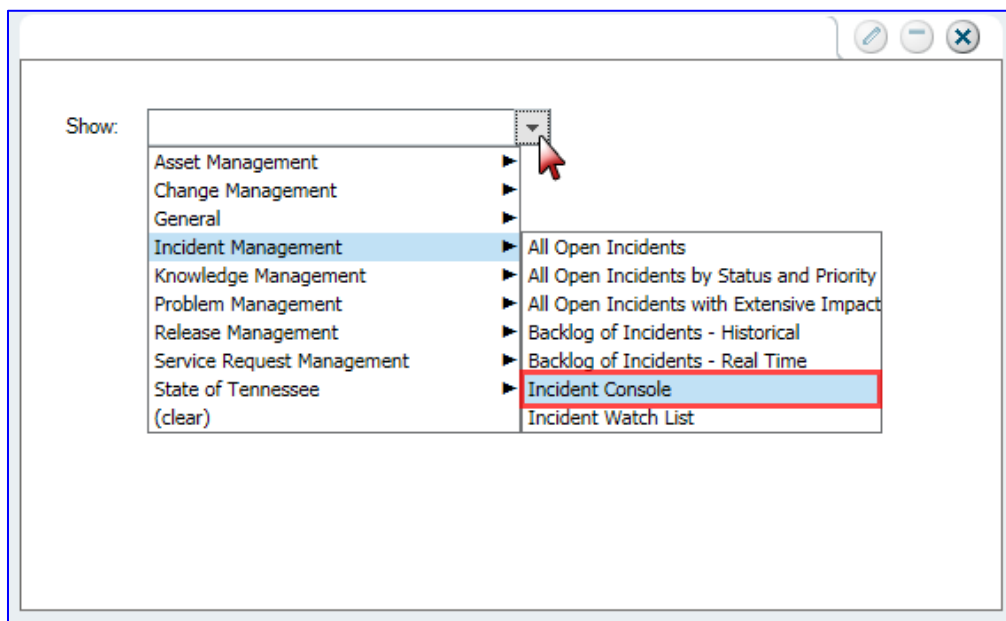 Show:
Asset Management
Change Management
General
Incident Management
Knowledge Management
Problem Management
Release Management
Service Request Management
State of Tennessee
(clear)
All Open Incidents
All Open Incidents by Status and Priority
All Open Incidents with Extensive Impact
Backlog of Incidents - Historical
Backlog of Incidents - Real Time
Incident Console
Incident Watch List